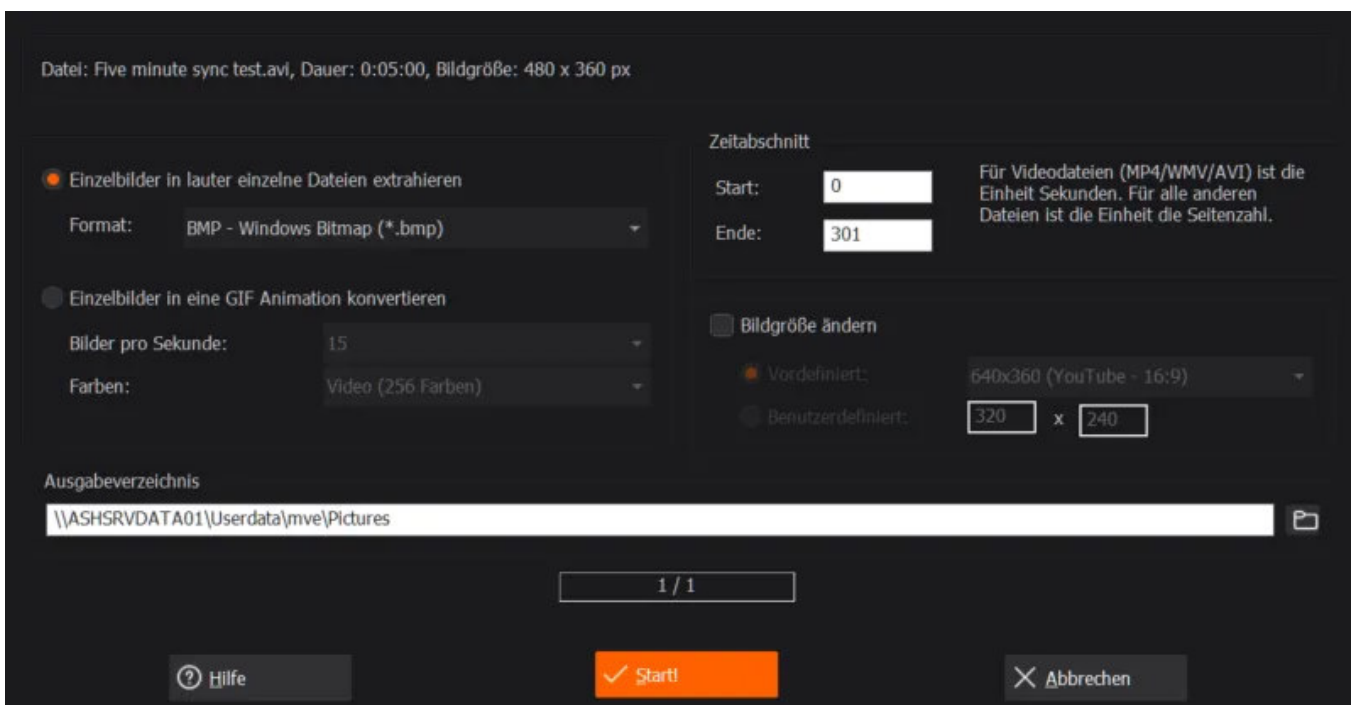 Datei: Five minute sync test.avi, Dauer: 0:05:00, Bildgröße: 480 x 360 px
Einzelbilder in lauter einzelne Dateien extrahieren
Format: BMP - Windows Bitmap (*.bmp)
Einzelbilder in eine GIF Animation konvertieren
Bilder pro Sekunde: 15
Farben: Video (256 Farben)
Zeitabschnitt
Start: 0
Ende: 301
Für Videodateien (MP4/WMV/AVI) ist die
Einheit Sekunden. Für alle anderen
Dateien ist die Einheit die Seitenzahl.
Bildgröße ändern
Vordefiniert: 640x360 (YouTube - 16:9)
Benutzerdefiniert: 320 x 240
Ausgabeverzeichnis
\\ASHSRVDATA01\Userdata\mve\Pictures
1 / 1
Hilfe
Start!
Abbrechen